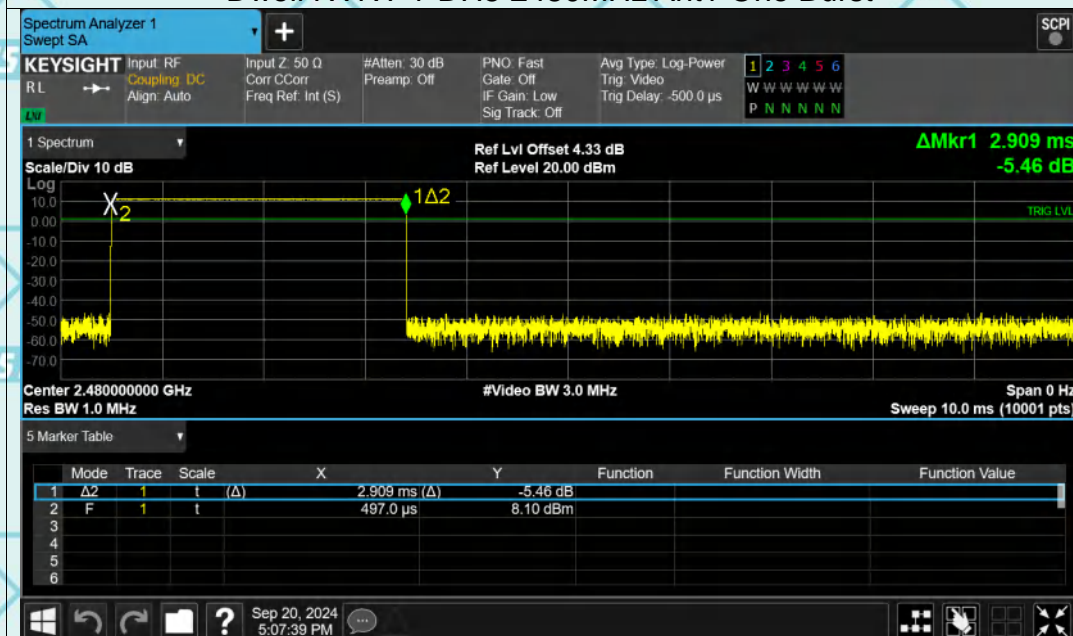 Spectrum Analyzer 1
Swept SA
+
SCPI
KEYSIGHT
RL
LXI
Input: RF
Coupling: DC
Align: Auto
Input Z: 50 Ω
Corr CCorr
Freq Ref: Int (S)
#Atten: 30 dB
Preamp: Off
PNO: Fast
Gate: Off
IF Gain: Low
Sig Track: Off
Avg Type: Log-Power
Trig: Video
Trig Delay: -500.0 µs
1 2 3 4 5 6
W W W W W W
P N N N N N
1 Spectrum
Scale/Div 10 dB
Ref Lvl Offset 4.33 dB
Ref Level 20.00 dBm
ΔMkr1 2.909 ms
-5.46 dB
Log
10.0
0.00
-10.0
-20.0
-30.0
-40.0
-50.0
-60.0
-70.0
X2
1Δ2
TRIG LVL
Center 2.480000000 GHz
#Video BW 3.0 MHz
Span 0 Hz
Res BW 1.0 MHz
Sweep 10.0 ms (10001 pts)
5 Marker Table
Mode Trace Scale X Y Function Function Width Function Value
1 Δ2 1 t (Δ) 2.909 ms (Δ) -5.46 dB
2 F 1 t 497.0 µs 8.10 dBm
3
4
5
6
?
Sep 20, 2024
5:07:39 PM